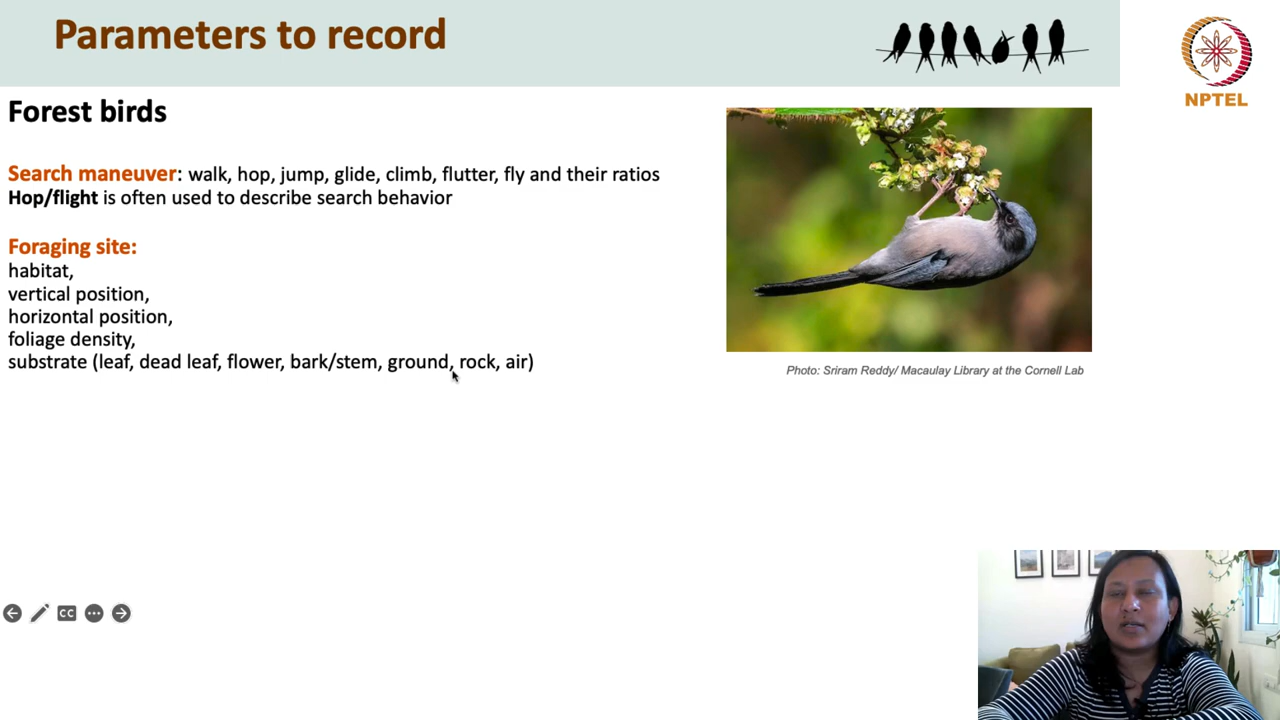 Parameters to record
NPTEL
Forest birds
Search maneuver: walk, hop, jump, glide, climb, flutter, fly and their ratios
Hop/flight is often used to describe search behavior
Foraging site:
habitat,
vertical position,
horizontal position,
foliage density,
substrate (leaf, dead leaf, flower, bark/stem, ground, rock, air)
Photo: Sriram Reddy/ Macaulay Library at the Cornell Lab
CC